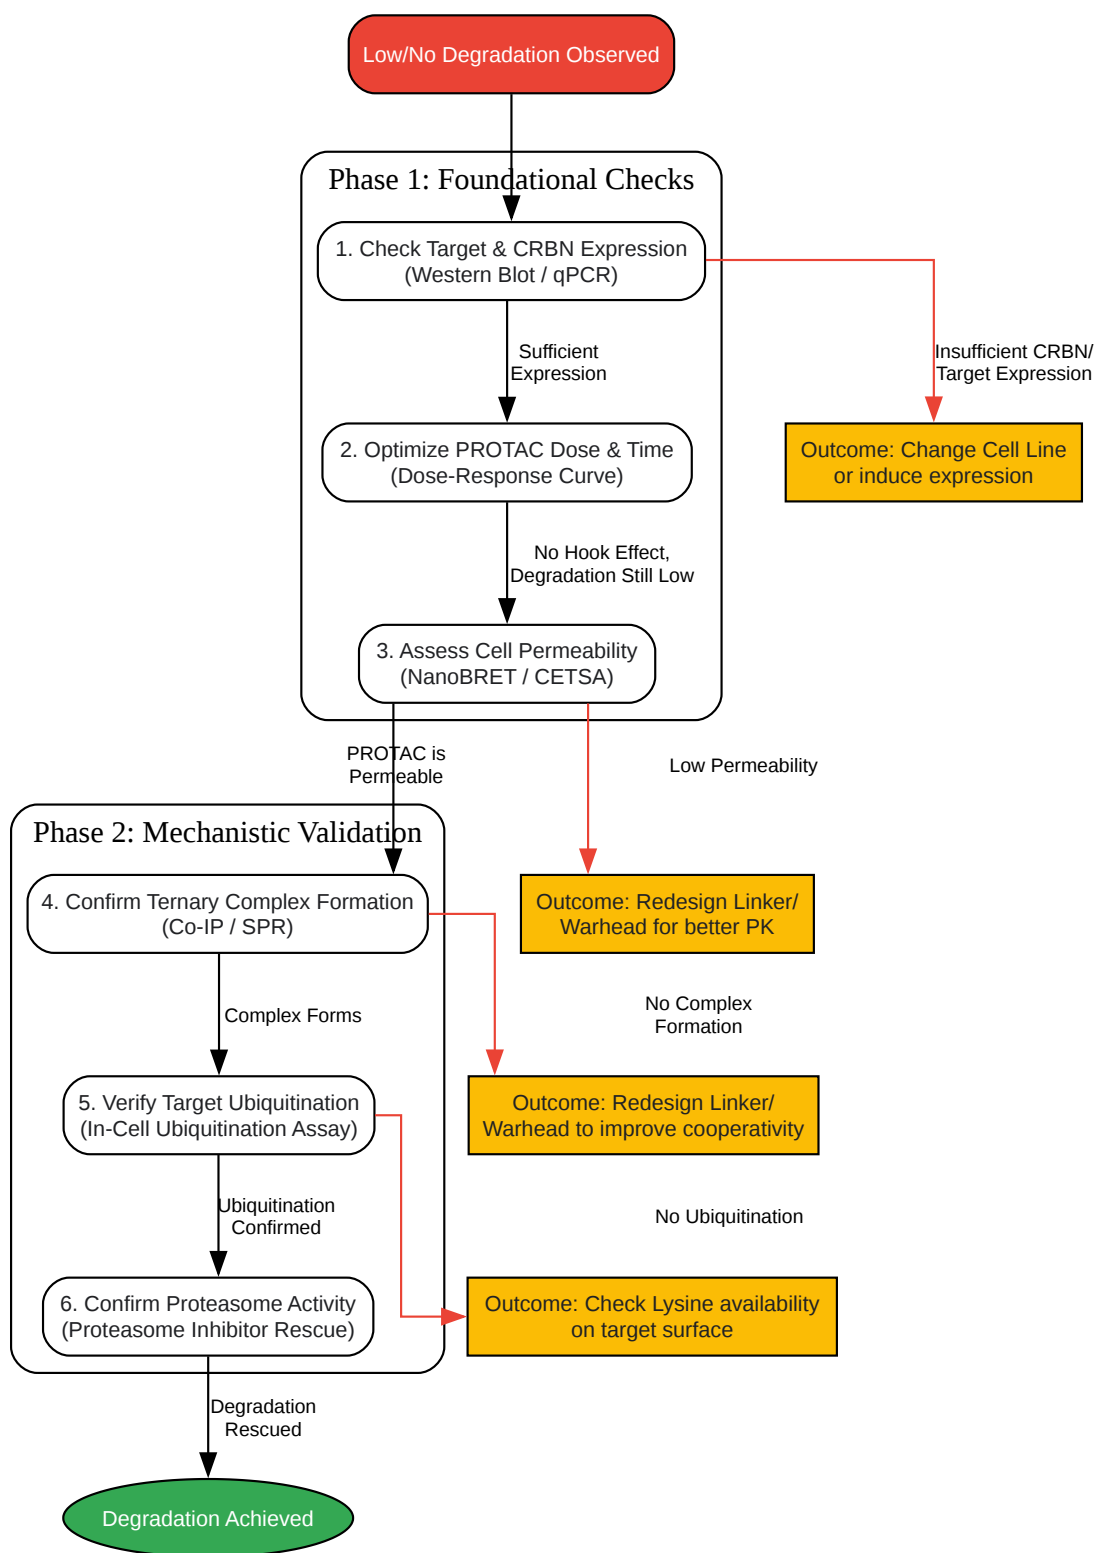 Low/No Degradation Observed
Phase 1: Foundational Checks
1. Check Target & CRBN Expression
(Western Blot / qPCR)
Sufficient
Expression
Insufficient CRBN/
Target Expression
2. Optimize PROTAC Dose & Time
(Dose-Response Curve)
Outcome: Change Cell Line
or induce expression
No Hook Effect,
Degradation Still Low
3. Assess Cell Permeability
(NanoBRET / CETSA)
PROTAC is
Permeable
Low Permeability
Phase 2: Mechanistic Validation
4. Confirm Ternary Complex Formation
(Co-IP / SPR)
Outcome: Redesign Linker/
Warhead for better PK
Complex Forms
No Complex
Formation
5. Verify Target Ubiquitination
(In-Cell Ubiquitination Assay)
Outcome: Redesign Linker/
Warhead to improve cooperativity
Ubiquitination
Confirmed
No Ubiquitination
6. Confirm Proteasome Activity
(Proteasome Inhibitor Rescue)
Outcome: Check Lysine availability
on target surface
Degradation
Rescued
Degradation Achieved